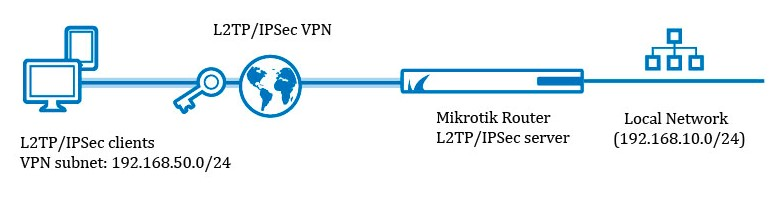 L2TP/IPSec VPN
L2TP/IPSec clients
VPN subnet: 192.168.50.0/24
Mikrotik Router
L2TP/IPSec server
Local Network
(192.168.10.0/24)